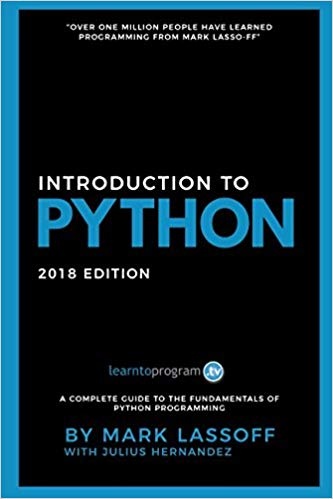 "OVER ONE MILLION PEOPLE HAVE LEARNED
PROGRAMMING FROM MARK LASSO-FF"
INTRODUCTION TO
PYTHON
2018 EDITION
learntoprogram.tv
A COMPLETE GUIDE TO THE FUNDAMENTALS OF
PYTHON PROGRAMMING
BY MARK LASSOFF
WITH JULIUS HERNANDEZ